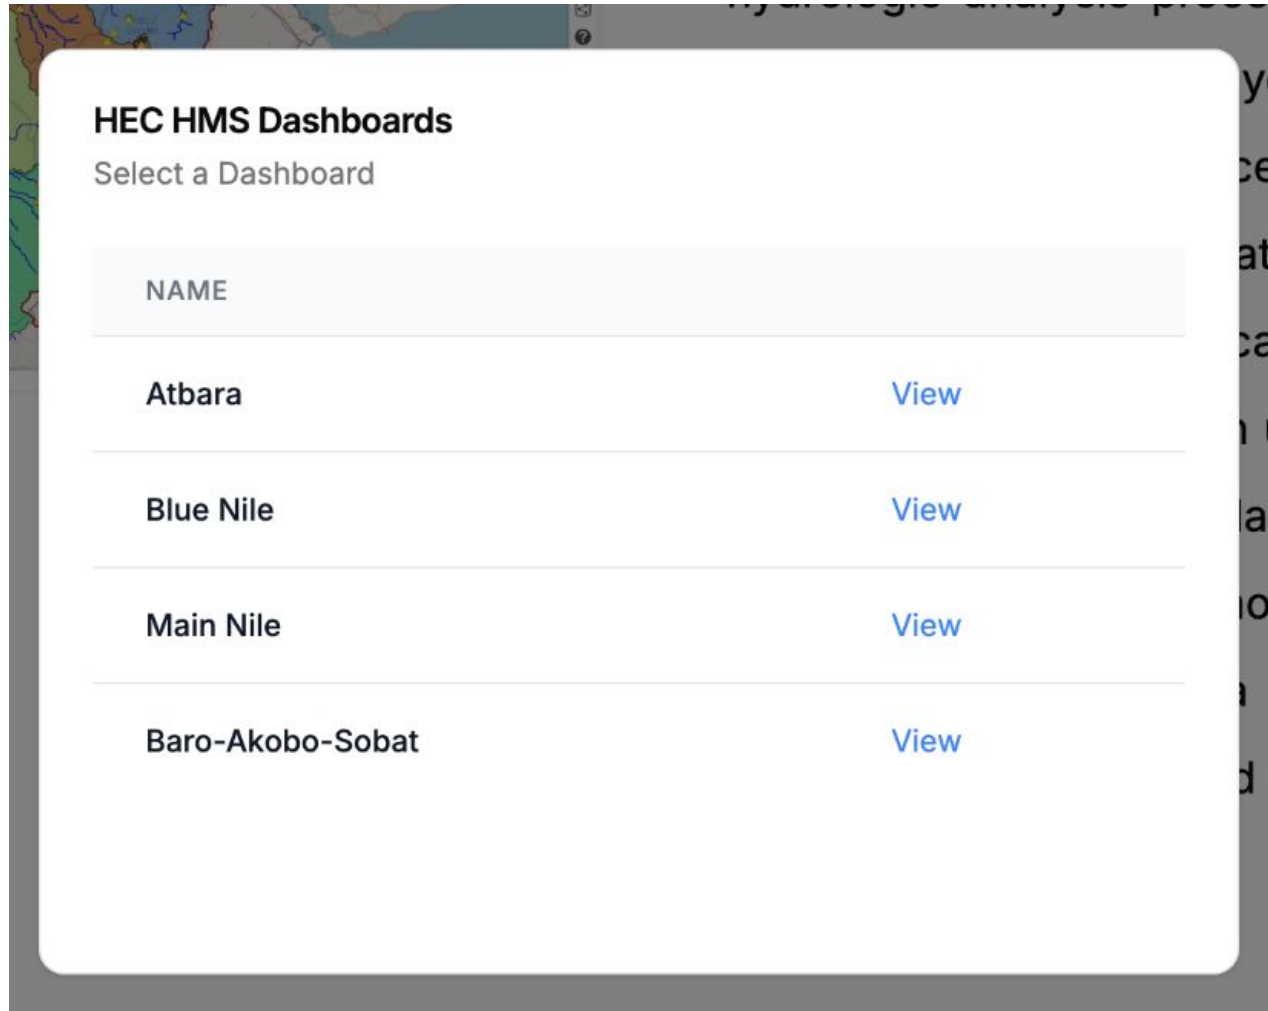 HEC HMS Dashboards
Select a Dashboard
NAME
Atbara View
Blue Nile View
Main Nile View
Baro-Akobo-Sobat View